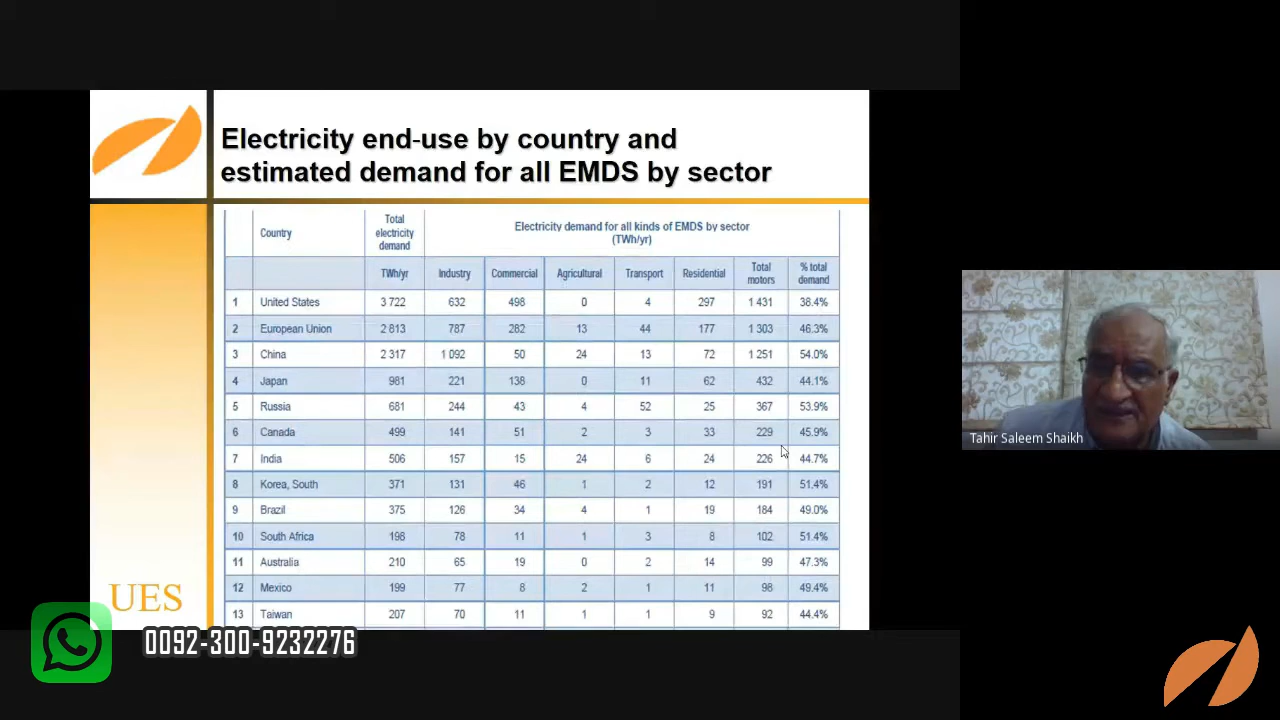 Electricity end-use by country and
estimated demand for all EMDS by sector
Country Total electricity demand Electricity demand for all kinds of EMDS by sector (TWh/yr)
TWh/yr Industry Commercial Agricultural Transport Residential Total motors % total demand
1 United States 3 722 632 498 0 4 297 1 431 38.4%
2 European Union 2 813 787 282 13 44 177 1 303 46.3%
3 China 2 317 1 092 50 24 13 72 1 251 54.0%
4 Japan 981 221 138 0 11 62 432 44.1%
5 Russia 681 244 43 4 52 25 367 53.9%
6 Canada 499 141 51 2 3 33 229 45.9%
7 India 506 157 15 24 6 24 226 44.7%
8 Korea, South 371 131 46 1 2 12 191 51.4%
9 Brazil 375 126 34 4 1 19 184 49.0%
10 South Africa 198 78 11 1 3 8 102 51.4%
11 Australia 210 65 19 0 2 14 99 47.3%
12 Mexico 199 77 8 2 1 11 98 49.4%
13 Taiwan 207 70 11 1 1 9 92 44.4%
UES
0092-300-9232276
Tahir Saleem Shaikh